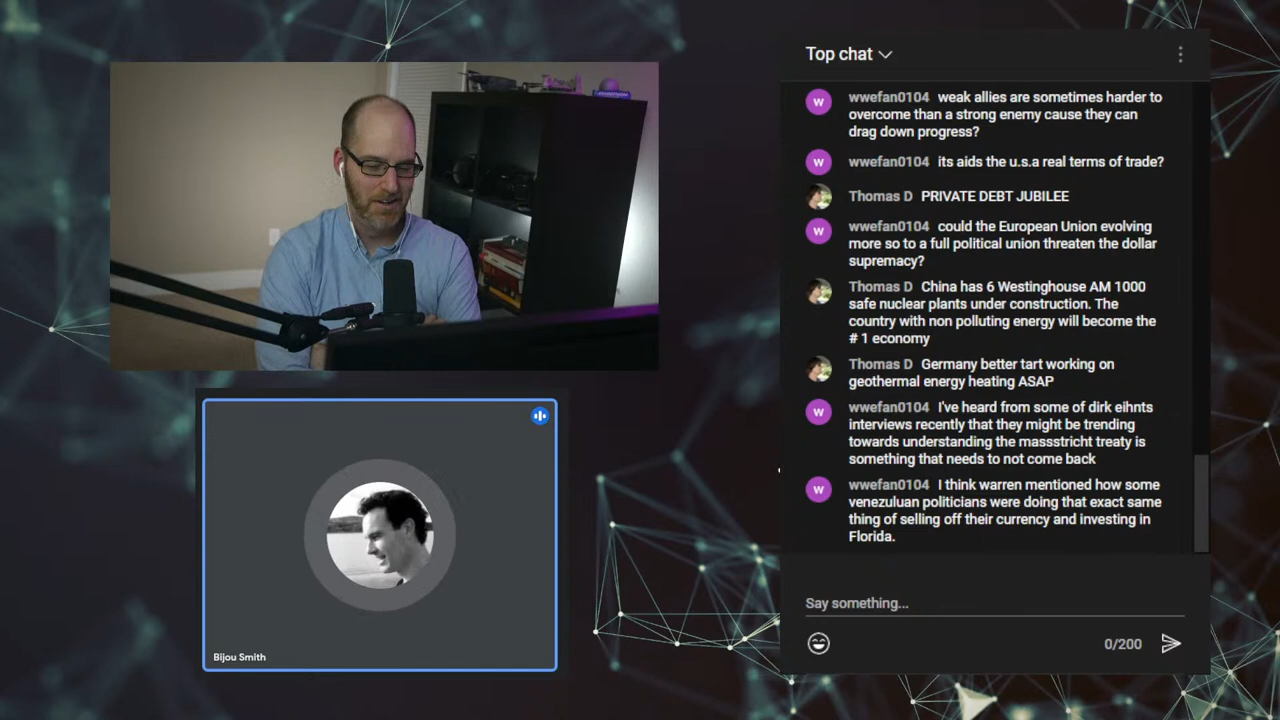 Top chat
wwefan0104 weak allies are sometimes harder to
overcome than a strong enemy cause they can
drag down progress?
wwefan0104 its aids the u.s.a real terms of trade?
Thomas D PRIVATE DEBT JUBILEE
wwefan0104 could the European Union evolving
more so to a full political union threaten the dollar
supremacy?
Thomas D China has 6 Westinghouse AM 1000
safe nuclear plants under construction. The
country with non polluting energy will become the
# 1 economy
Thomas D Germany better tart working on
geothermal energy heating ASAP
wwefan0104 I've heard from some of dirk eihnts
interviews recently that they might be trending
towards understanding the massstricht treaty is
something that needs to not come back
wwefan0104 I think warren mentioned how some
venezuluan politicians were doing that exact same
thing of selling off their currency and investing in
Florida.
Say something...
0/200
Bijou Smith